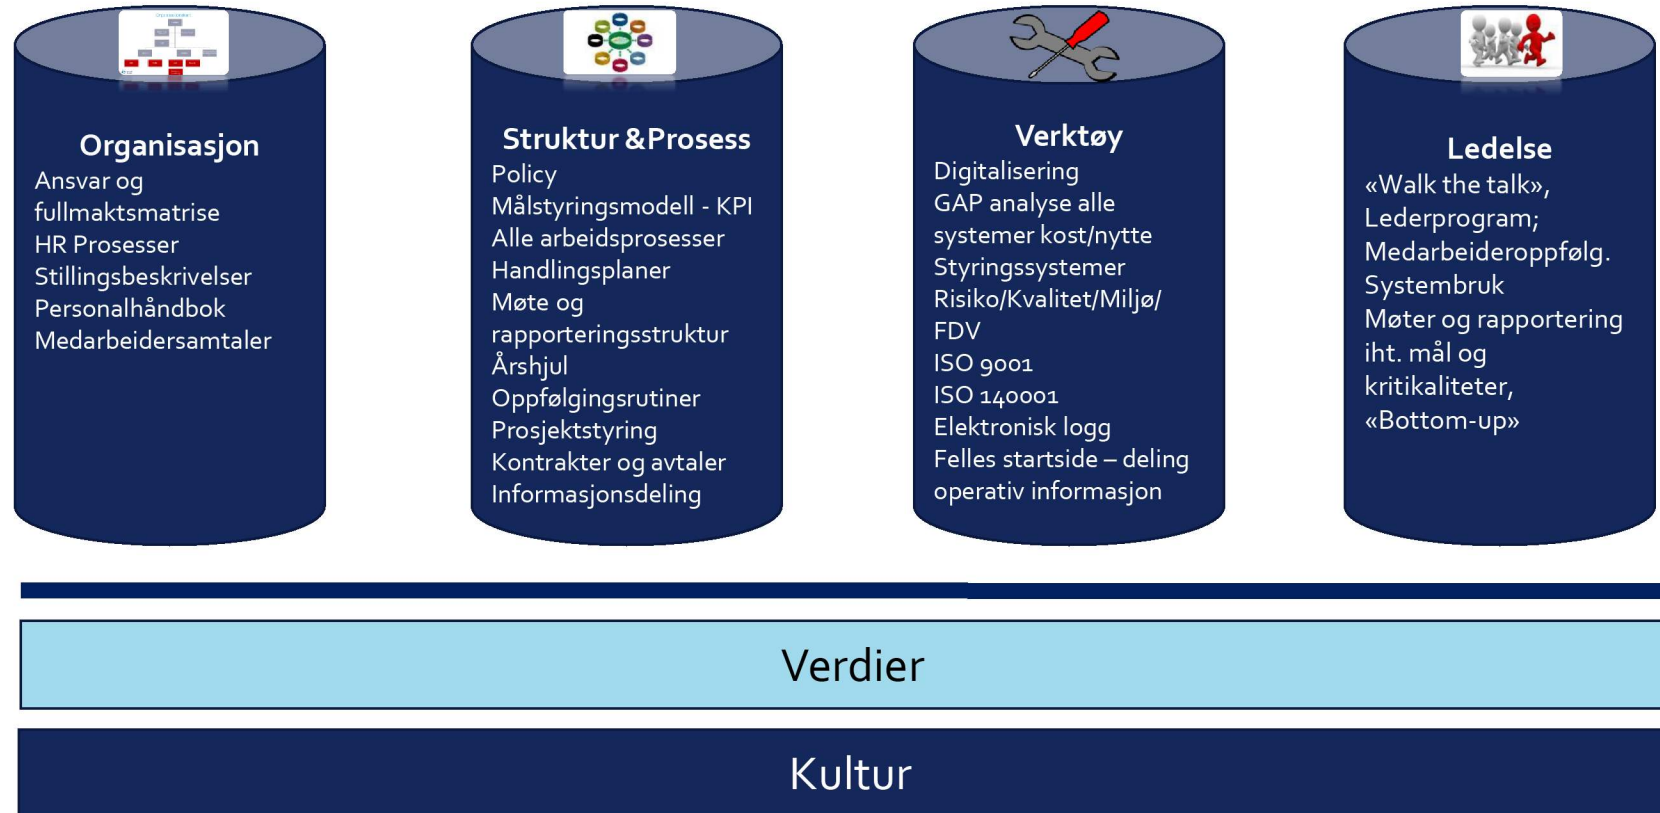 Organisasjon
Ansvar og
fullmaktsmatrise
HR Prosesser
Stillingsbeskrivelser
Personalhåndbok
Medarbeidersamtaler
Struktur &Prosess
Policy
Målstyringsmodell - KPI
Alle arbeidsprosesser
Handlingsplaner
Møte og
rapporteringsstruktur
Årshjul
Oppfølgingsrutiner
Prosjektstyring
Kontrakter og avtaler
Informasjonsdeling
Verktøy
Digitalisering
GAP analyse alle
systemer kost/nytte
Styringssystemer
Risiko/Kvalitet/Miljø/
FDV
ISO 9001
ISO 140001
Elektronisk logg
Felles startside – deling
operativ informasjon
Ledelse
«Walk the talk»,
Lederprogram;
Medarbeideroppfølg.
Systembruk
Møter og rapportering
iht. mål og
kritikaliteter,
«Bottom-up»
Verdier
Kultur